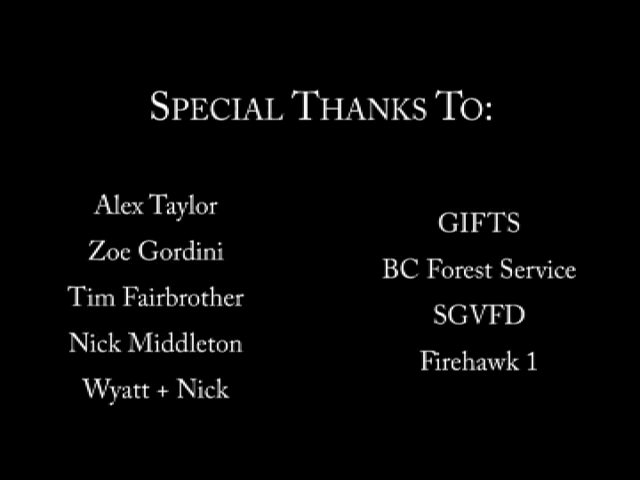 SPECIAL THANKS TO:
Alex Taylor
Zoe Gordini
Tim Fairbrother
Nick Middleton
Wyatt + Nick
GIFTS
BC Forest Service
SGVFD
Firehawk 1